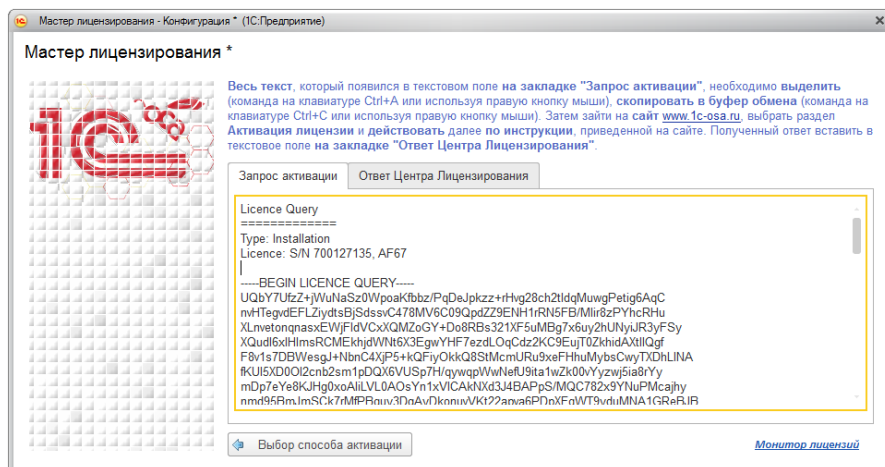 Мастер лицензирования - Конфигурация * (1С:Предприятие)
Мастер лицензирования *
Весь текст, который появился в текстовом поле на закладке "Запрос активации", необходимо выделить
(команда на клавиатуре Ctrl+A или используя правую кнопку мыши), скопировать в буфер обмена (команда на
клавиатуре Ctrl+C или используя правую кнопку мыши). Затем зайти на сайт www.1c-osa.ru, выбрать раздел
Активация лицензии и действовать далее по инструкции, приведенной на сайте. Полученный ответ вставить в
текстовое поле на закладке "Ответ Центра Лицензирования".
Запрос активации Ответ Центра Лицензирования
Licence Query
=============
Type: Installation
Licence: S/N 700127135, AF67
-----BEGIN LICENCE QUERY-----
UQbY7UfzZ+jWuNaSz0WpoaKfbbz/PqDeJpkzz+rHvg28ch2tldqMuwgPetig6AqC
nvHTegvdEFLZiydtsBjSdssvC478MV6C09QpdZZ9ENH1rRN5FB/MIir8zPYhcRHu
XLnvetonqnasxEWjFIdVCxXQMZoGY+Do8RBs321XF5uMBg7x6uy2hUNyiJR3yFSy
XQudI6xIHImsRCMEkhjdWNt6X3EgwYHF7ezdLOqCdz2KC9EujT0ZkhidAXtIIQgf
F8v1s7DBWesgJ+NbnC4XjP5+kQFiyOkkQ8StMcmURu9xeFHhuMybsCwyTXDhLINA
fKUI5XD0OI2cnb2sm1pDQX6VUSp7H/qywqpWwNefU9ita1wZk00vYyzwj5ia8rYy
mDp7eYe8KJHg0xoAliLVL0AOsYn1xVICAkNXd3J4BAPpS/MQC782x9YNuPMcajhy
Выбор способа активации
Монитор лицензий